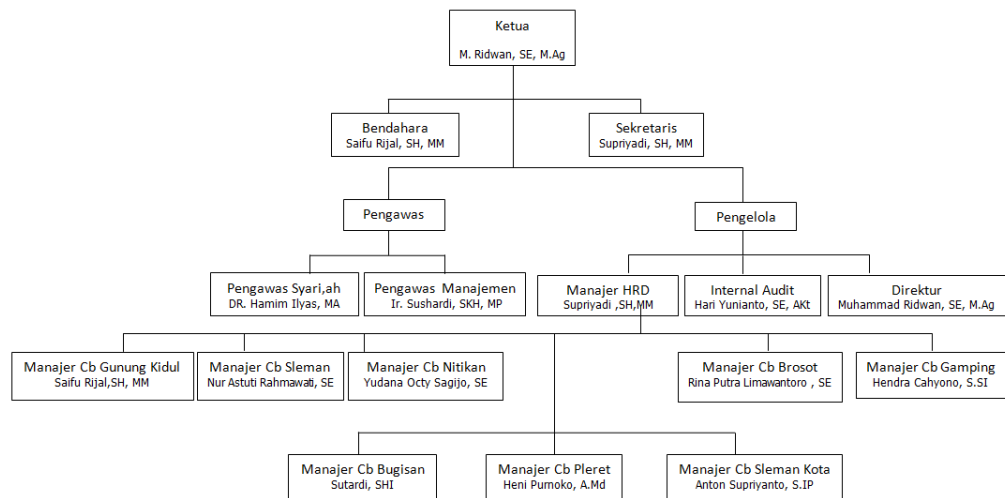 Ketua
M. Ridwan, SE, M.Ag
Bendahara
Saifu Rijal, SH, MM
Sekretaris
Supriyadi, SH, MM
Pengawas
Pengelola
Pengawas Syari,ah
DR. Hamim Ilyas, MA
Pengawas Manajemen
Ir. Sushardi, SKH, MP
Manajer HRD
Supriyadi ,SH,MM
Internal Audit
Hari Yunianto, SE, AKt
Direktur
Muhammad Ridwan, SE, M.Ag
Manajer Cb Gunung Kidul
Saifu Rijal,SH, MM
Manajer Cb Sleman
Nur Astuti Rahmawati, SE
Manajer Cb Nitikan
Yudana Octy Sagijo, SE
Manajer Cb Brosot
Rina Putra Limawantoro , SE
Manajer Cb Gamping
Hendra Cahyono, S.SI
Manajer Cb Bugisan
Sutardi, SHI
Manajer Cb Pleret
Heni Purnoko, A.Md
Manajer Cb Sleman Kota
Anton Supriyanto, S.IP